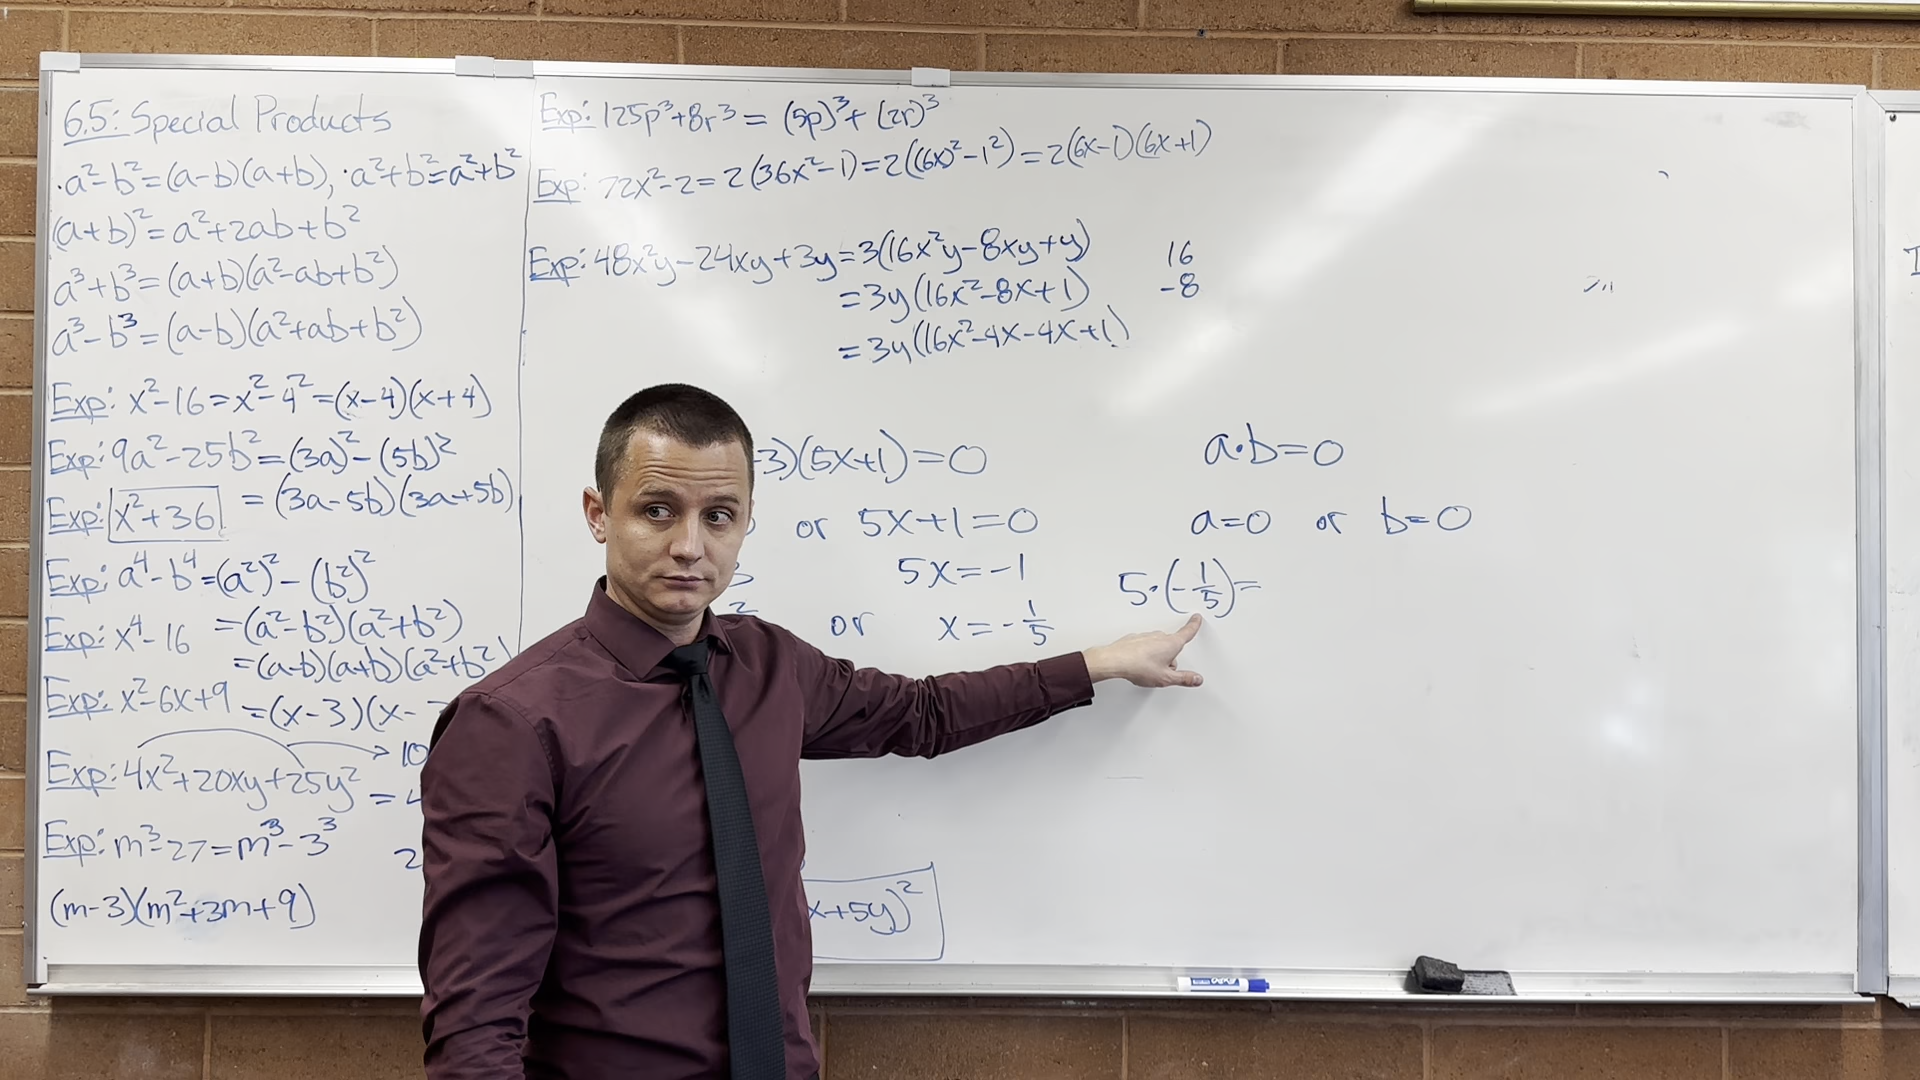 6.5: Special Products
·a²-b²=(a-b)(a+b), ·a²+b²=a²+b²
(a+b)²=a²+2ab+b²
a³+b³=(a+b)(a²-ab+b²)
a³-b³=(a-b)(a²+ab+b²)
Exp: x²-16=x²-4²=(x-4)(x+4)
Exp: 9a²-25b²=(3a)²-(5b)²
=(3a-5b)(3a+5b)
Exp: x²+36
Exp: a⁴-b⁴=(a²)²-(b²)²
=(a²-b²)(a²+b²)
Exp: x⁴-16
=(a-b)(a+b)(a²+b²)
Exp: x²-6x+9=(x-3)(x-
Exp: 4x²+20xy+25y² → 10
=
Exp: m³-27=m³-3³
2
(m-3)(m²+3m+9)
Exp: 125p³+8r³=(5p)³+(2r)³
Exp: 72x²-2=2(36x²-1)=2((6x)²-1²)=2(6x-1)(6x+1)
Exp: 48x²y-24xy+3y=3(16x²y-8xy+y)
=3y(16x²-8x+1)
=3y(16x²-4x-4x+1)
16
-8
-3)(5x+1)=0
or 5x+1=0
5x=-1
or x=-1/5
x+5y)²
a·b=0
a=0 or b=0
5·(-1/5)=